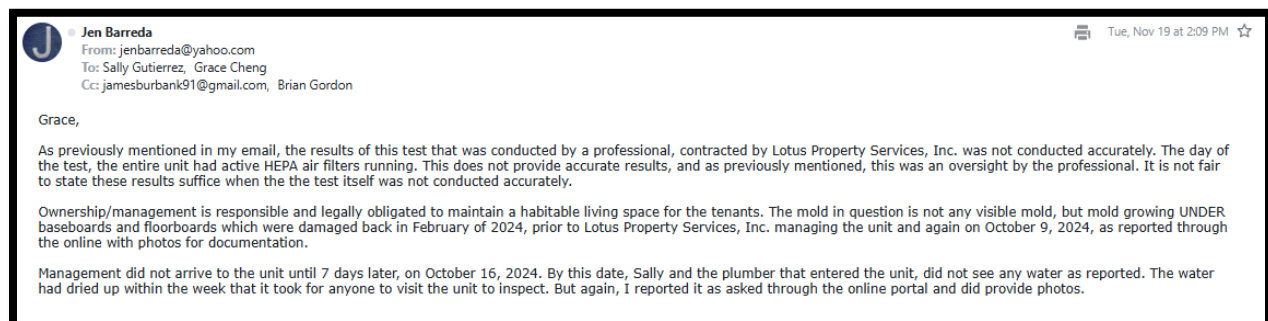 J
Jen Barreda
Tue, Nov 19 at 2:09 PM
From: jenbarreda@yahoo.com
To: Sally Gutierrez, Grace Cheng
Cc: jamesburbank91@gmail.com, Brian Gordon
Grace,
As previously mentioned in my email, the results of this test that was conducted by a professional, contracted by Lotus Property Services, Inc. was not conducted accurately. The day of
the test, the entire unit had active HEPA air filters running. This does not provide accurate results, and as previously mentioned, this was an oversight by the professional. It is not fair
to state these results suffice when the the test itself was not conducted accurately.
Ownership/management is responsible and legally obligated to maintain a habitable living space for the tenants. The mold in question is not any visible mold, but mold growing UNDER
baseboards and floorboards which were damaged back in February of 2024, prior to Lotus Property Services, Inc. managing the unit and again on October 9, 2024, as reported through
the online with photos for documentation.
Management did not arrive to the unit until 7 days later, on October 16, 2024. By this date, Sally and the plumber that entered the unit, did not see any water as reported. The water
had dried up within the week that it took for anyone to visit the unit to inspect. But again, I reported it as asked through the online portal and did provide photos.